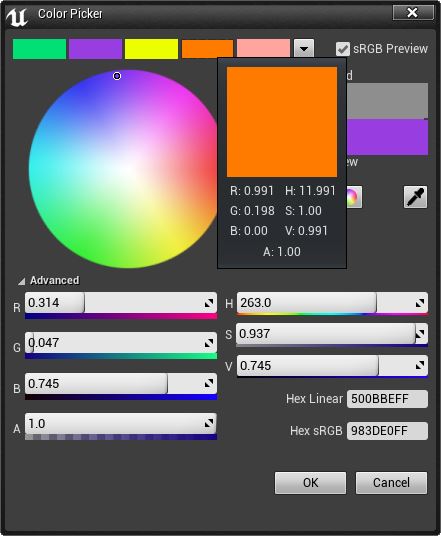 Color Picker
sRGB Preview
d
R: 0.991 H: 11.991
G: 0.198 S: 1.00
B: 0.00 V: 0.991
A: 1.00
ew
Advanced
R 0.314
H 263.0
G 0.047
S 0.937
B 0.745
V 0.745
Hex Linear 500BBEFF
A 1.0
Hex sRGB 983DE0FF
OK Cancel